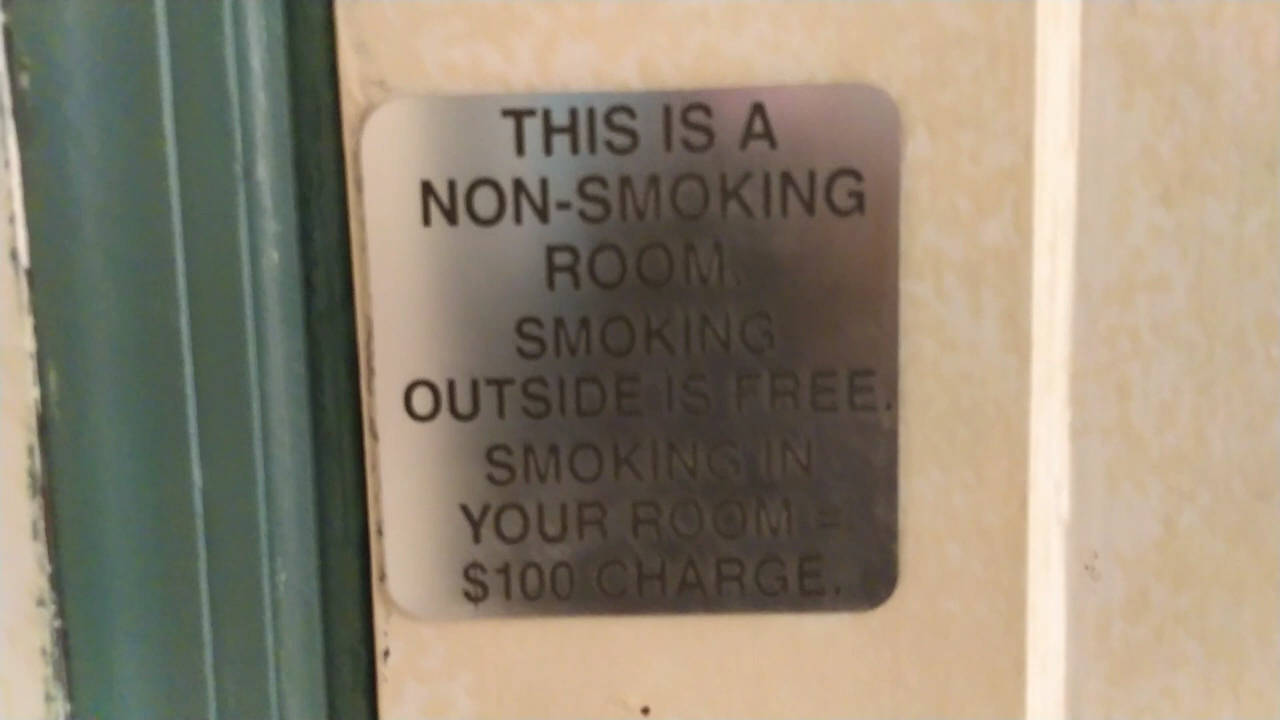 THIS IS A
NON-SMOKING
ROOM.
SMOKING
OUTSIDE IS FREE.
SMOKING IN
YOUR ROOM =
$100 CHARGE.